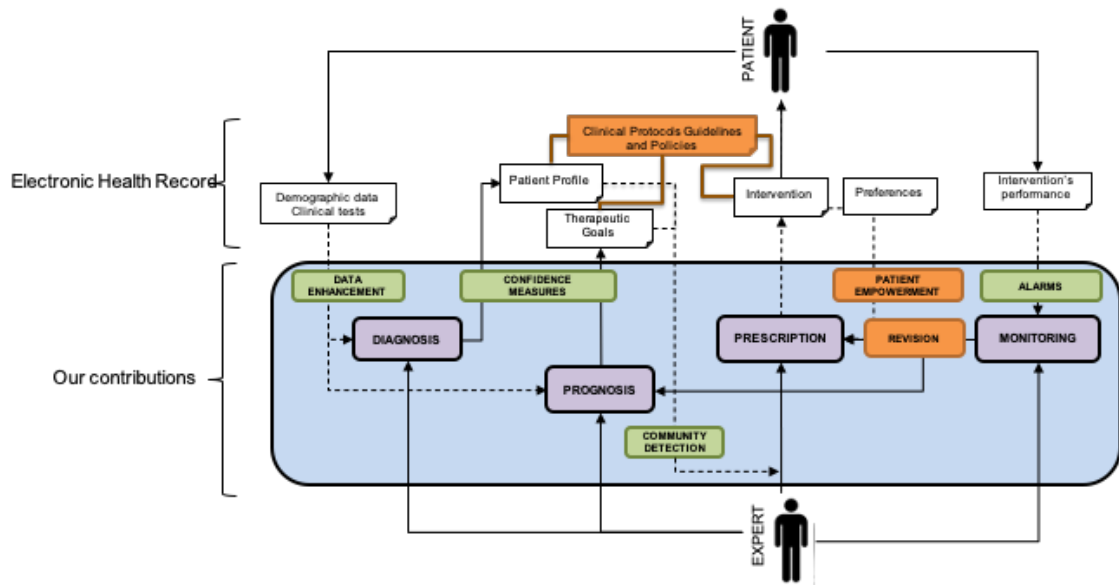 PATIENT
Clinical Protocols Guidelines
and Policies
Electronic Health Record
Demographic data
Clinical tests
Patient Profile
Therapeutic
Goals
Intervention
Preferences
Intervention's
performance
DATA
ENHANCEMENT
CONFIDENCE
MEASURES
PATIENT
EMPOWERMENT
ALARMS
DIAGNOSIS
PRESCRIPTION
REVISION
MONITORING
Our contributions
PROGNOSIS
COMMUNITY
DETECTION
EXPERT